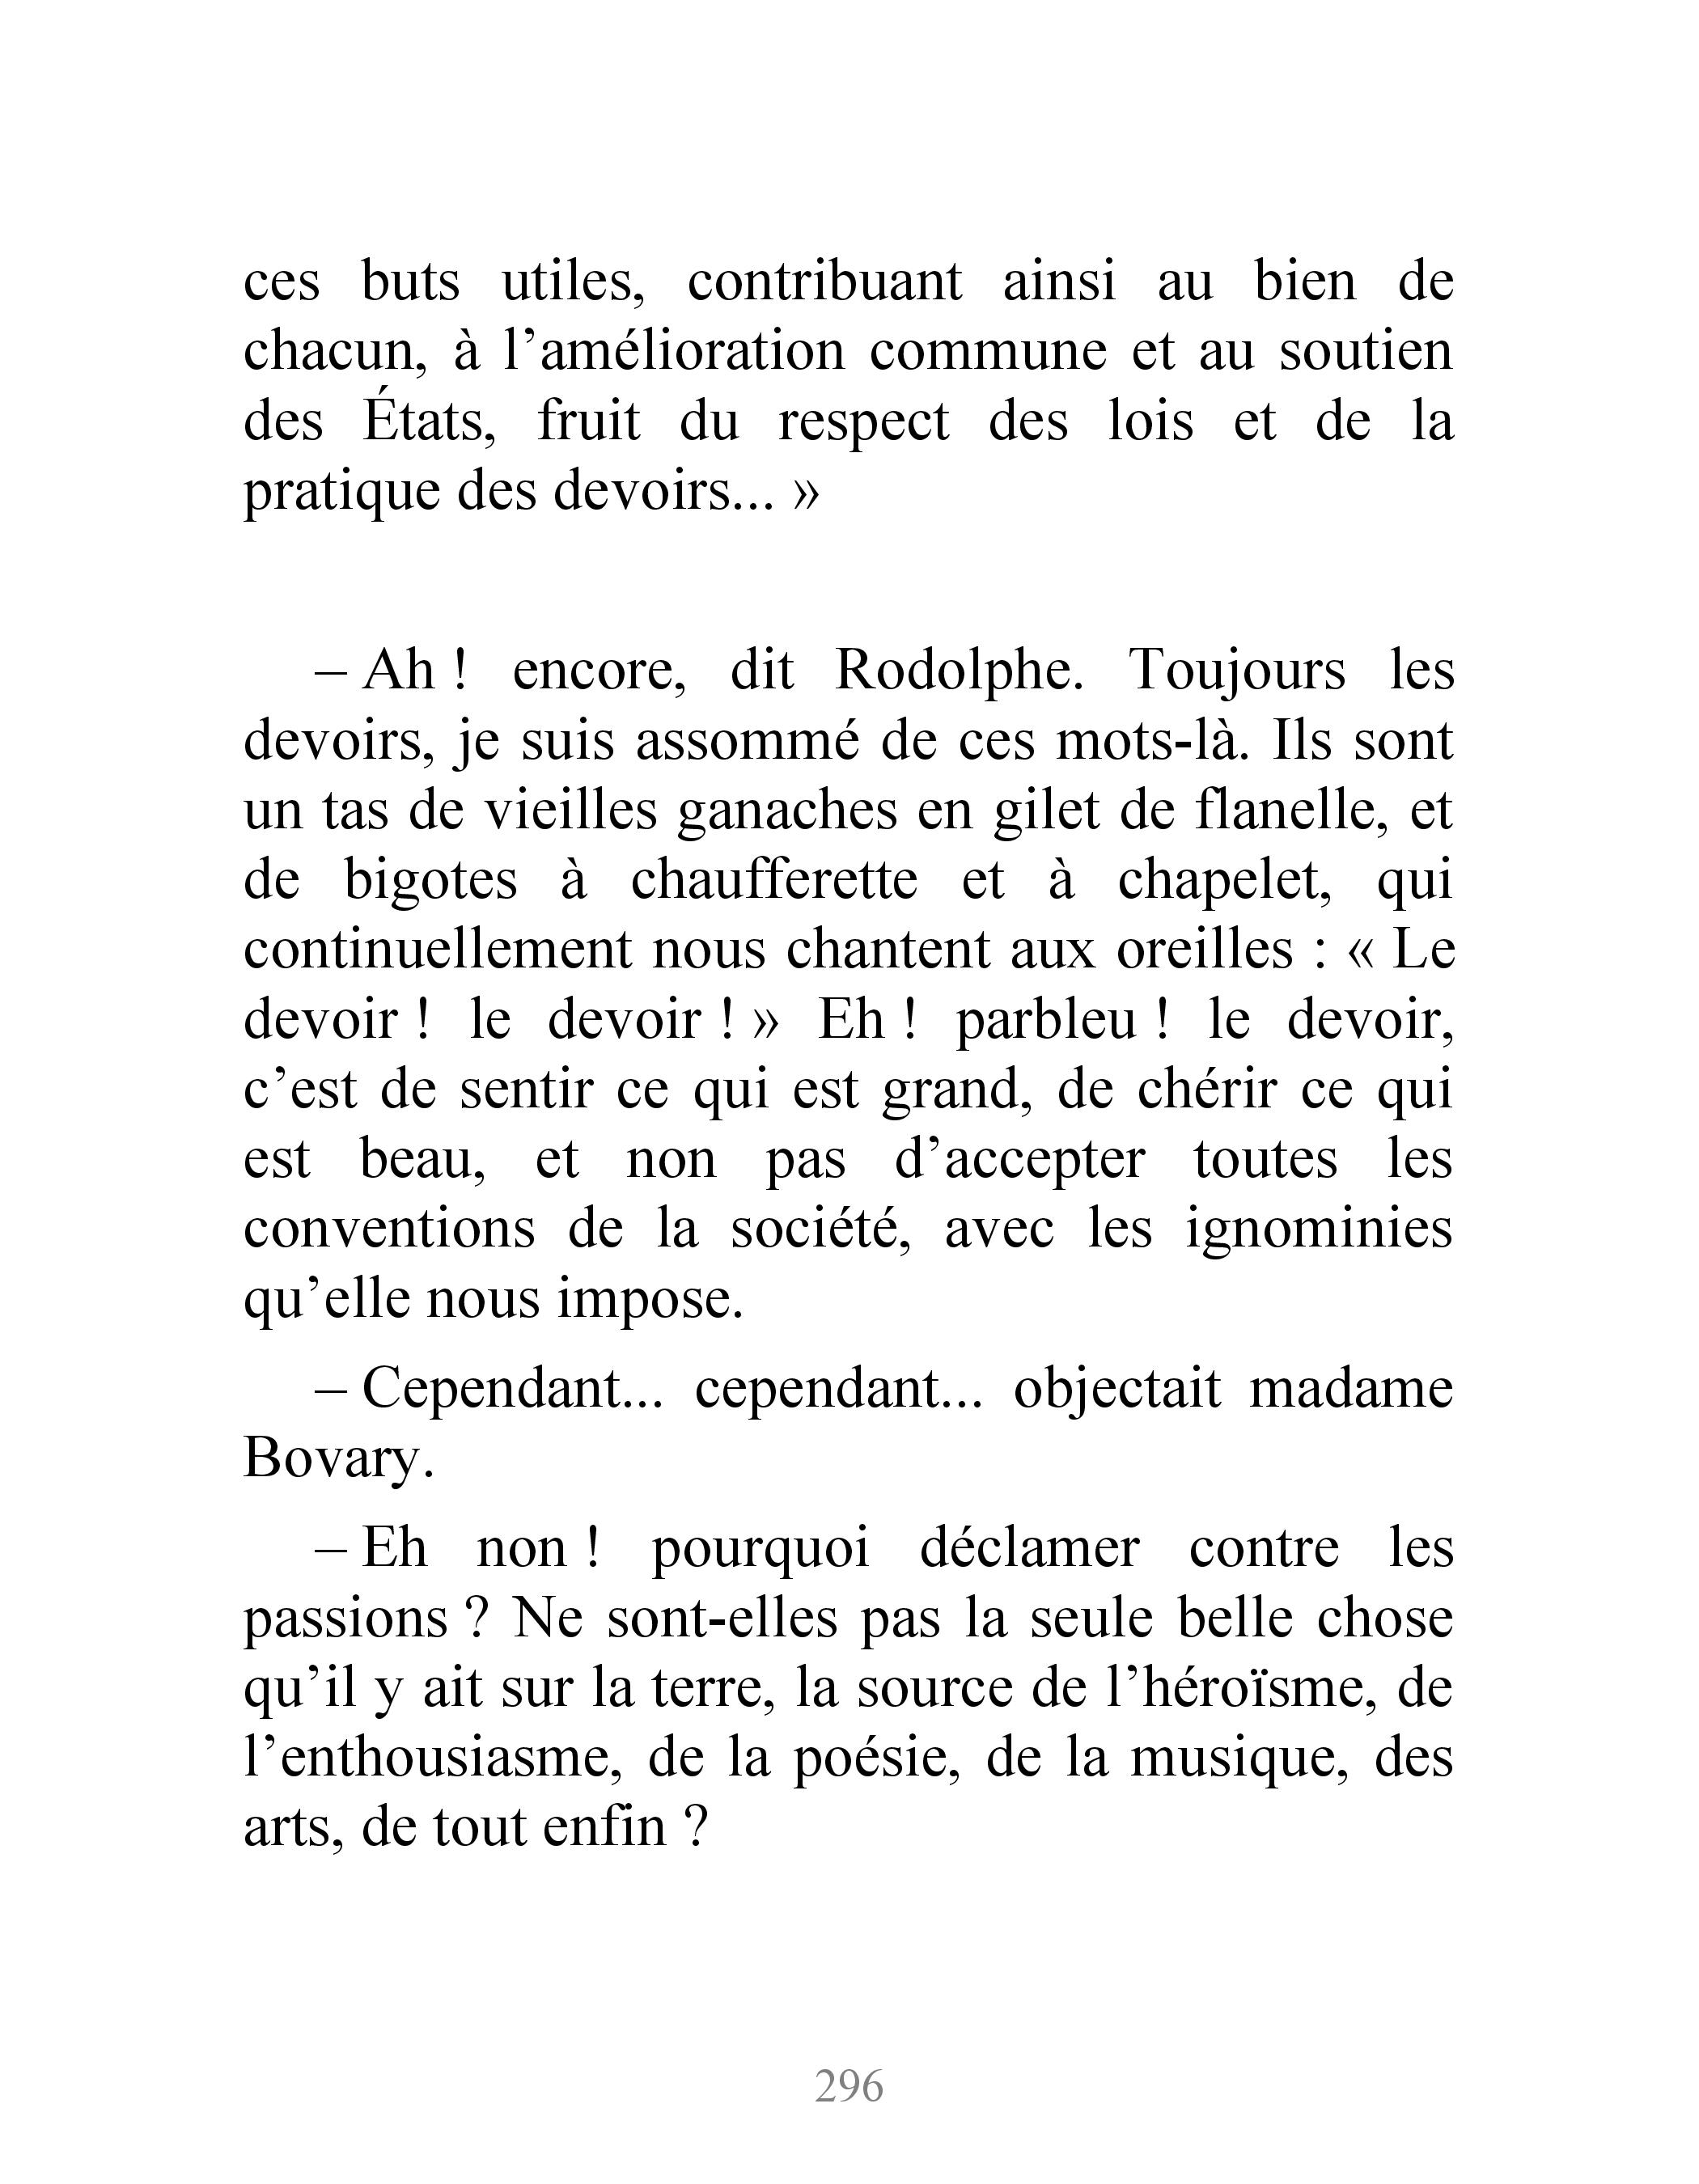 ces buts utiles, contribuant ainsi au bien de
chacun, à l’amélioration commune et au soutien
des États, fruit du respect des lois et de la
pratique des devoirs... »
– Ah ! encore, dit Rodolphe. Toujours les
devoirs, je suis assommé de ces mots-là. Ils sont
un tas de vieilles ganaches en gilet de flanelle, et
de bigotes à chaufferette et à chapelet, qui
continuellement nous chantent aux oreilles : « Le
devoir ! le devoir ! » Eh ! parbleu ! le devoir,
c’est de sentir ce qui est grand, de chérir ce qui
est beau, et non pas d’accepter toutes les
conventions de la société, avec les ignominies
qu’elle nous impose.
– Cependant... cependant... objectait madame
Bovary.
– Eh non ! pourquoi déclamer contre les
passions ? Ne sont-elles pas la seule belle chose
qu’il y ait sur la terre, la source de l’héroïsme, de
l’enthousiasme, de la poésie, de la musique, des
arts, de tout enfin ?
296